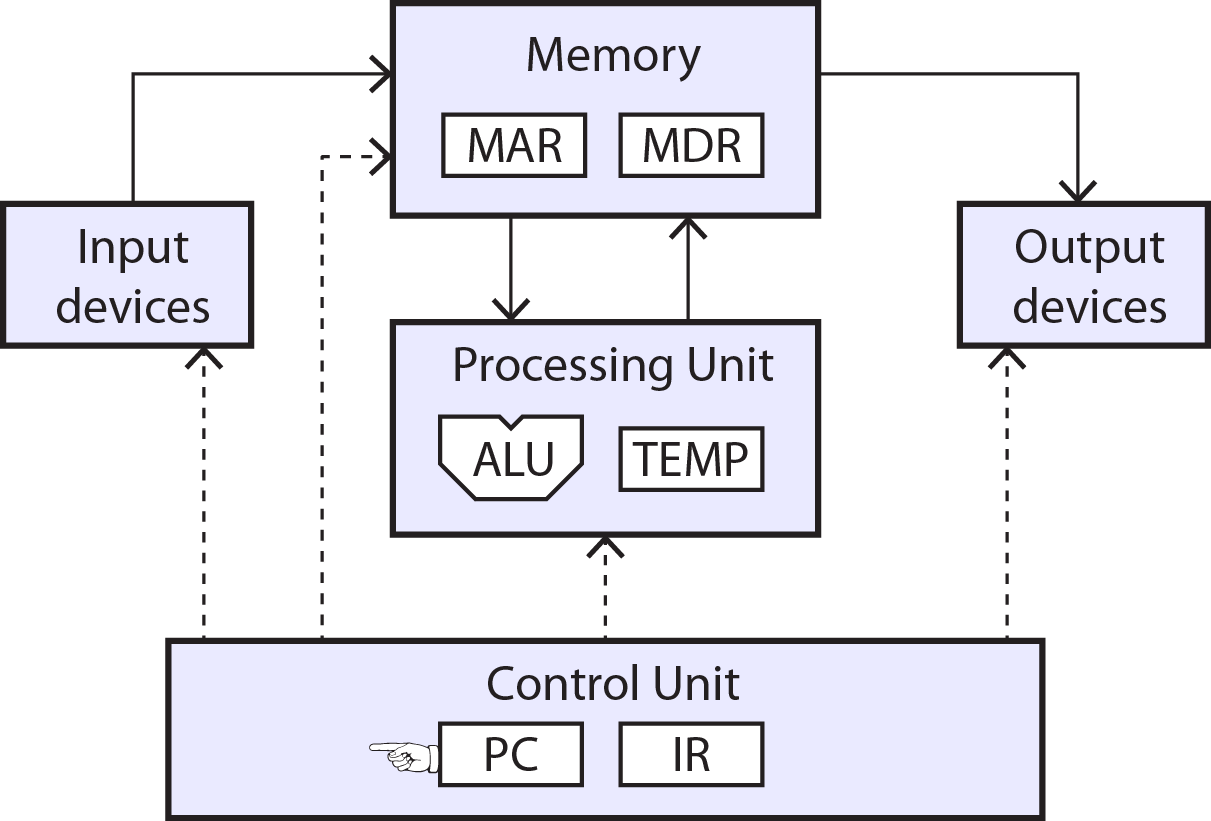 Memory
MAR
MDR
Input
devices
Output
devices
Processing Unit
ALU
TEMP
Control Unit
PC
IR